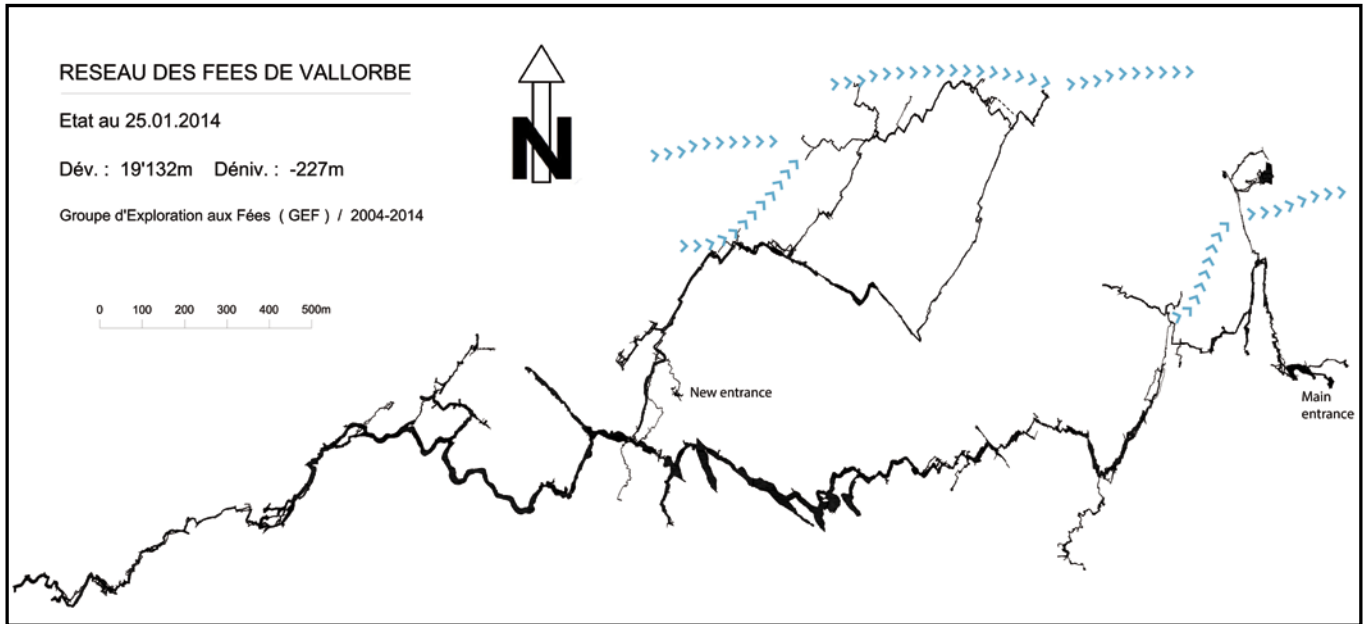 RESEAU DES FEES DE VALLORBE
Etat au 25.01.2014
Dév. : 19'132m Déniv. : -227m
Groupe d'Exploration aux Fées ( GEF ) / 2004-2014
N
0 100 200 300 400 500m
New entrance
Main
entrance